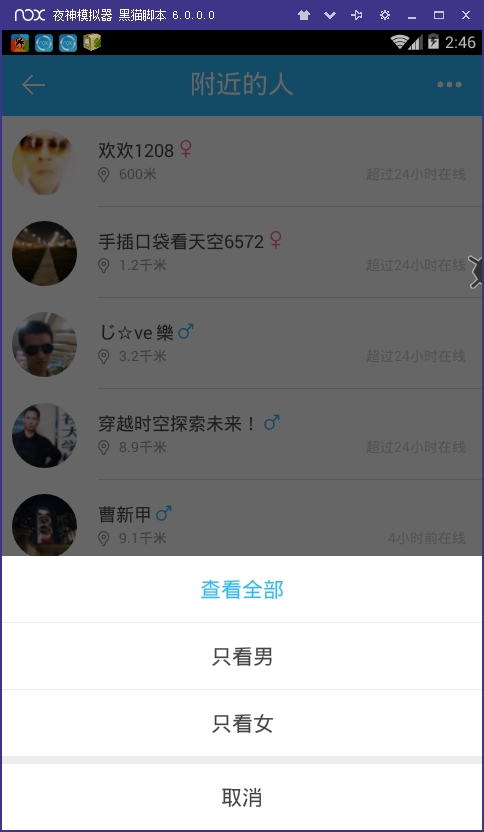 nox 夜神模拟器 黑猫脚本 6.0.0.0
2:46
附近的人
欢欢1208
600米 超过24小时在线
手插口袋看天空6572
1.2千米 超过24小时在线
じ☆ve 樂
3.2千米 超过24小时在线
穿越时空探索未来！
8.9千米 超过24小时在线
曹新甲
9.1千米 4小时前在线
查看全部
只看男
只看女
取消